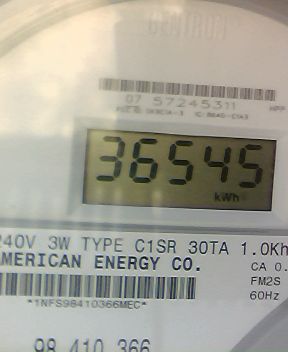 07 57245311
36545
kWh
240V 3W TYPE C1SR 30TA 1.0Kh
AMERICAN ENERGY CO.
CA 0.
FM2S
*1NFS98410366MEC*
60Hz
98 410 366